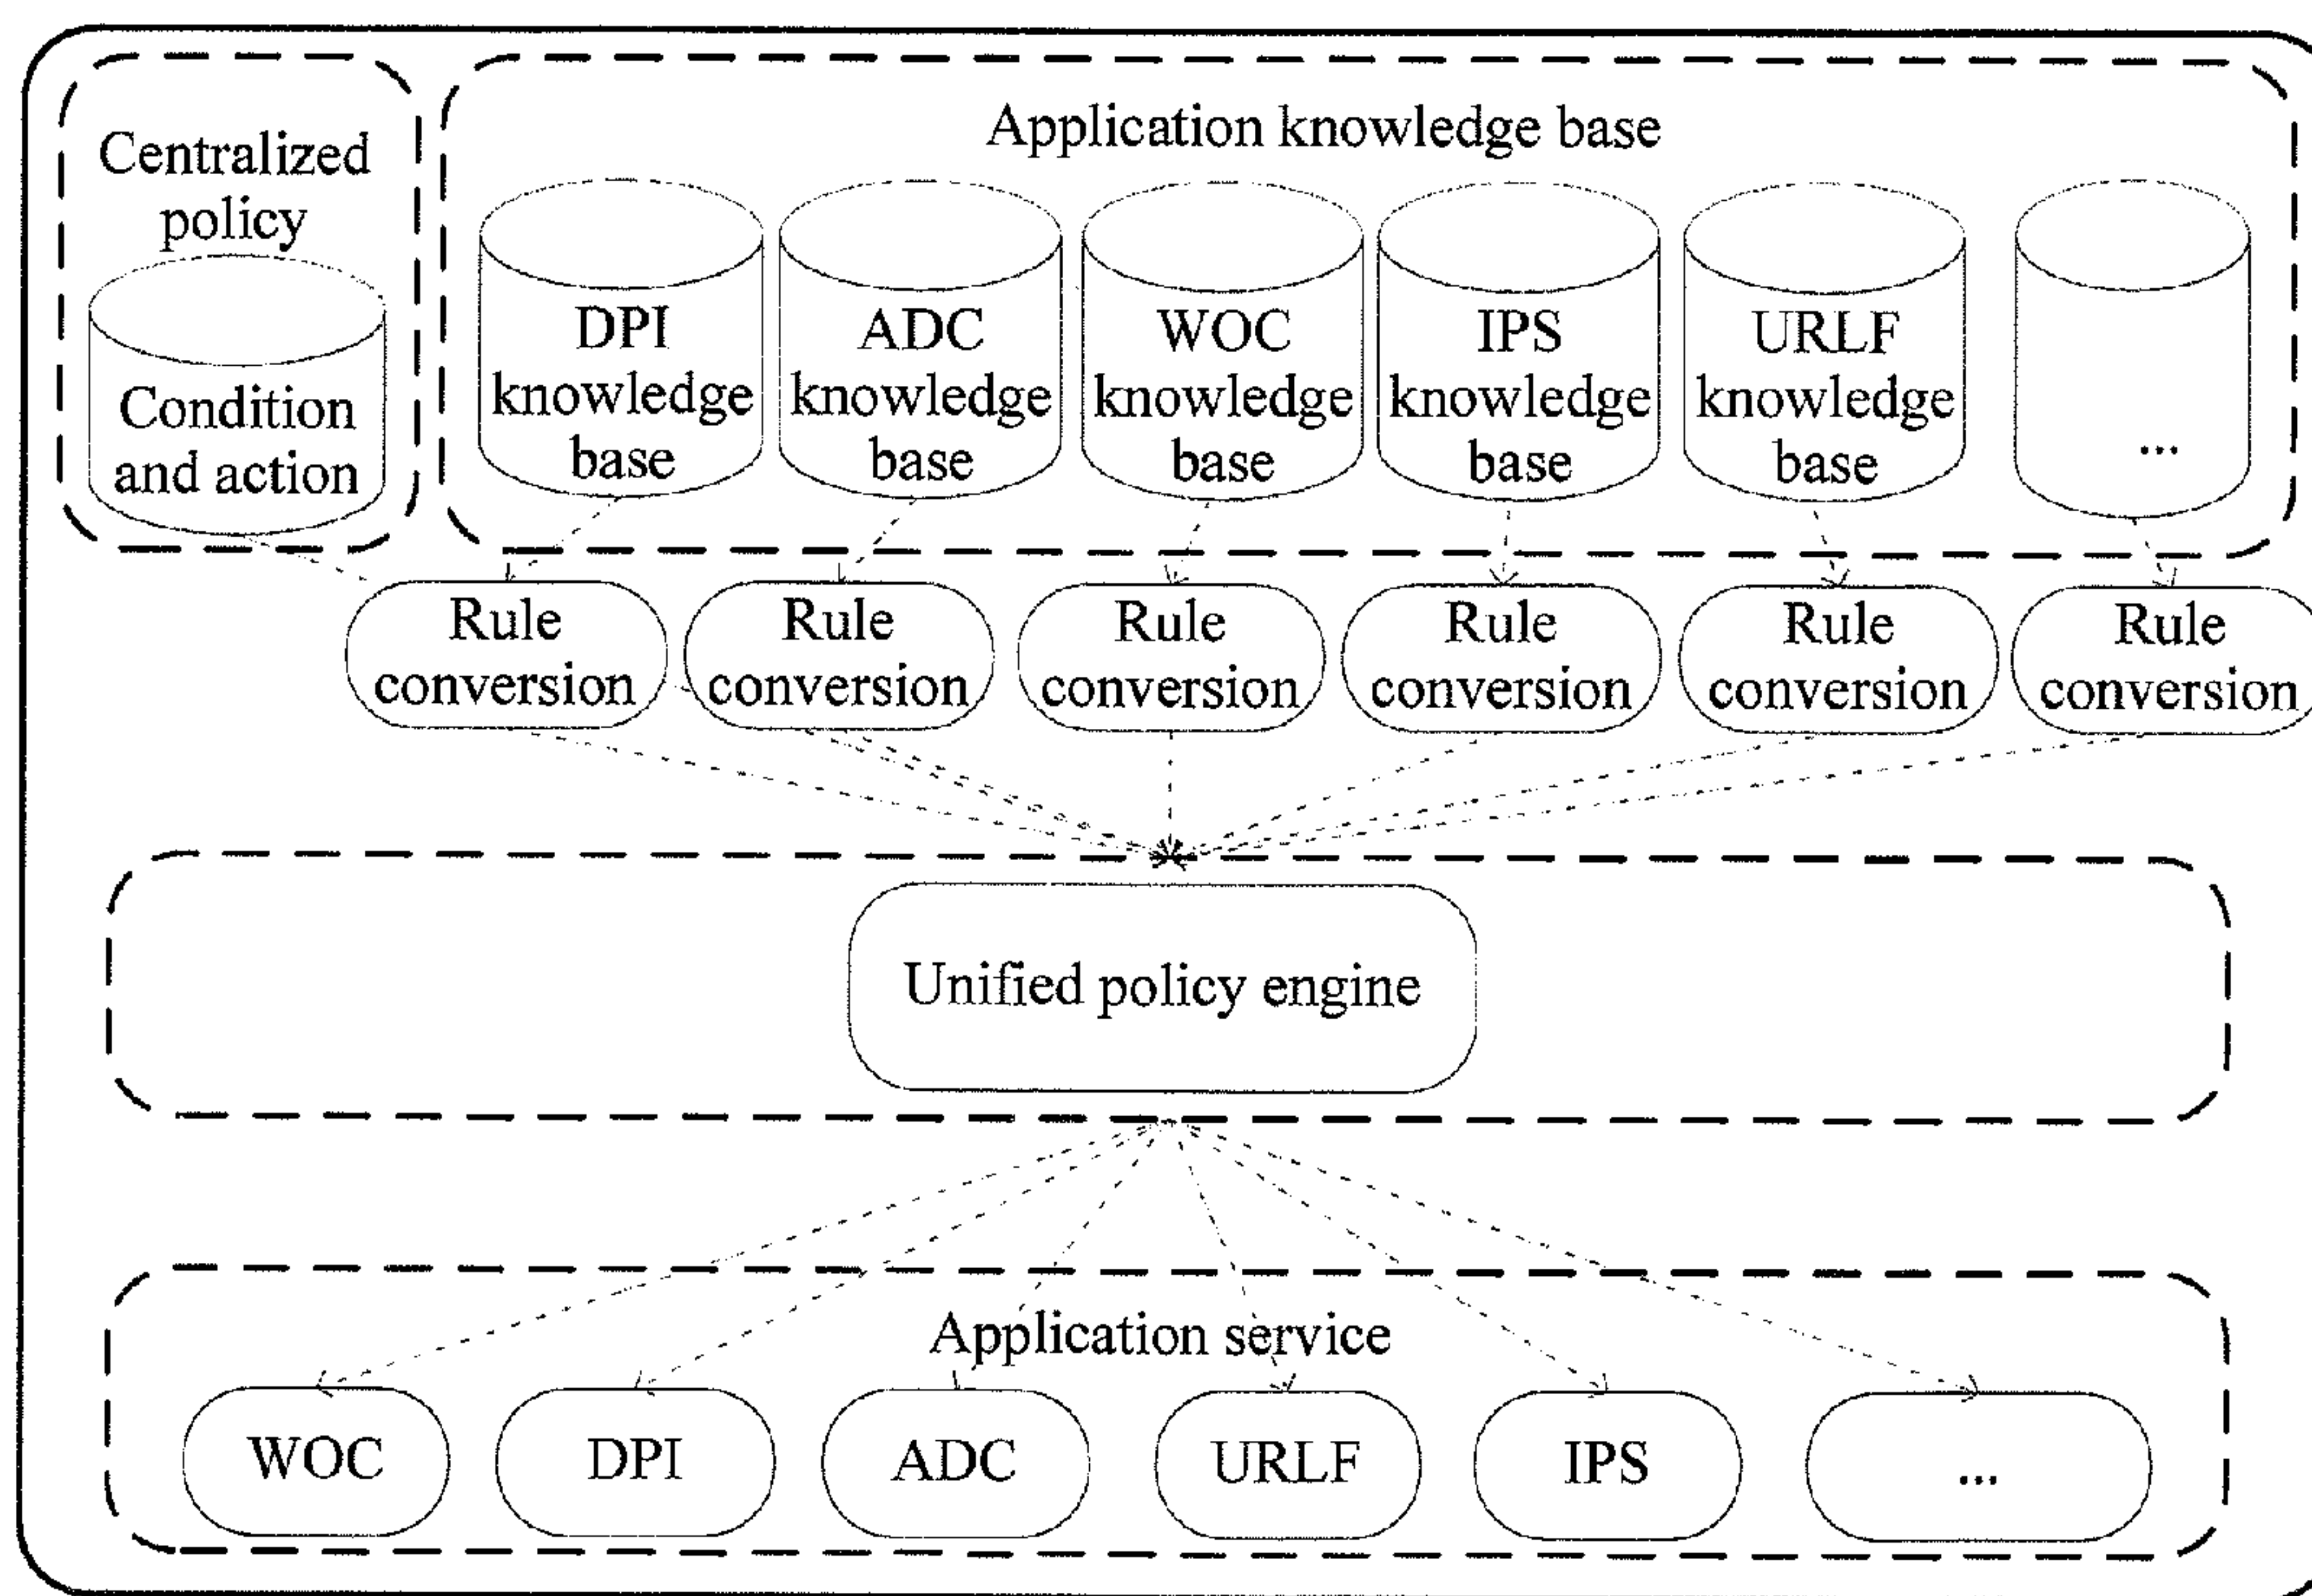 Application knowledge base
Centralized
policy
Condition
and action
DPI
knowledge
base
ADC
knowledge
base
WOC
knowledge
base
IPS
knowledge
base
URLF
knowledge
base
...
Rule
conversion
Rule
conversion
Rule
conversion
Rule
conversion
Rule
conversion
Rule
conversion
Unified policy engine
Application service
WOC
DPI
ADC
URLF
IPS
...